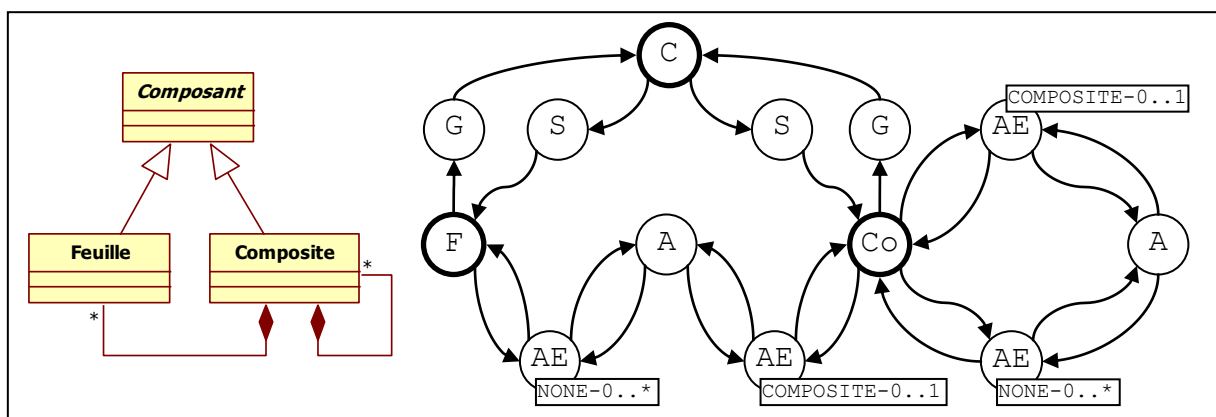 Composant
Feuille
Composite
*
*
C
G
S
S
G
COMPOSITE-0..1
AE
F
A
Co
A
AE
NONE-0..*
AE
COMPOSITE-0..1
AE
NONE-0..*